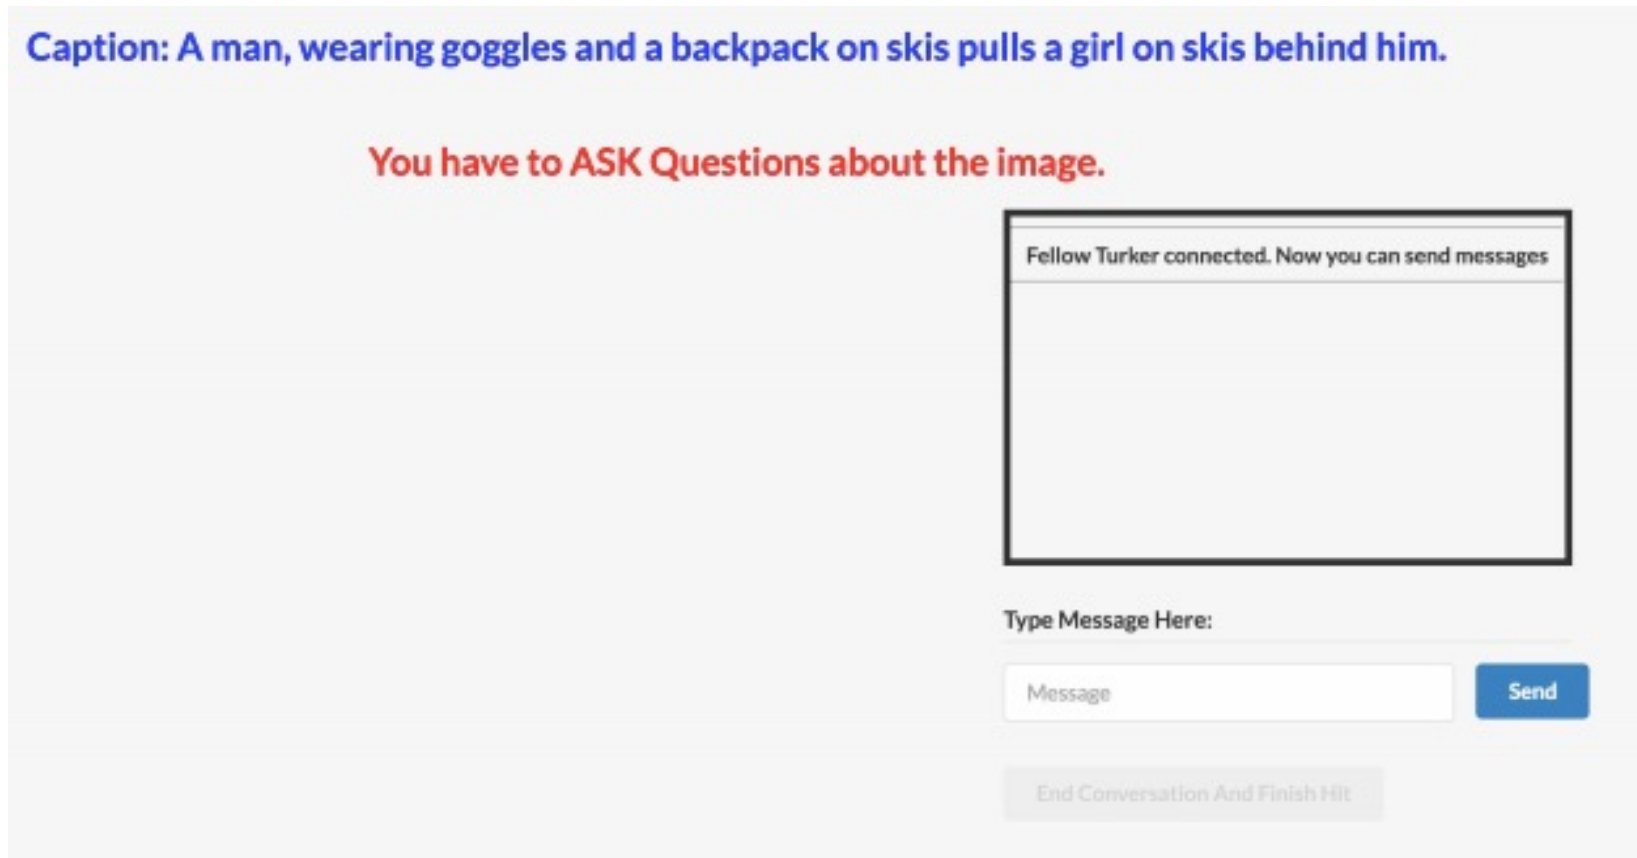 Caption: A man, wearing goggles and a backpack on skis pulls a girl on skis behind him.
You have to ASK Questions about the image.
Fellow Turker connected. Now you can send messages
Type Message Here:
Message
Send
End Conversation And Finish Hit